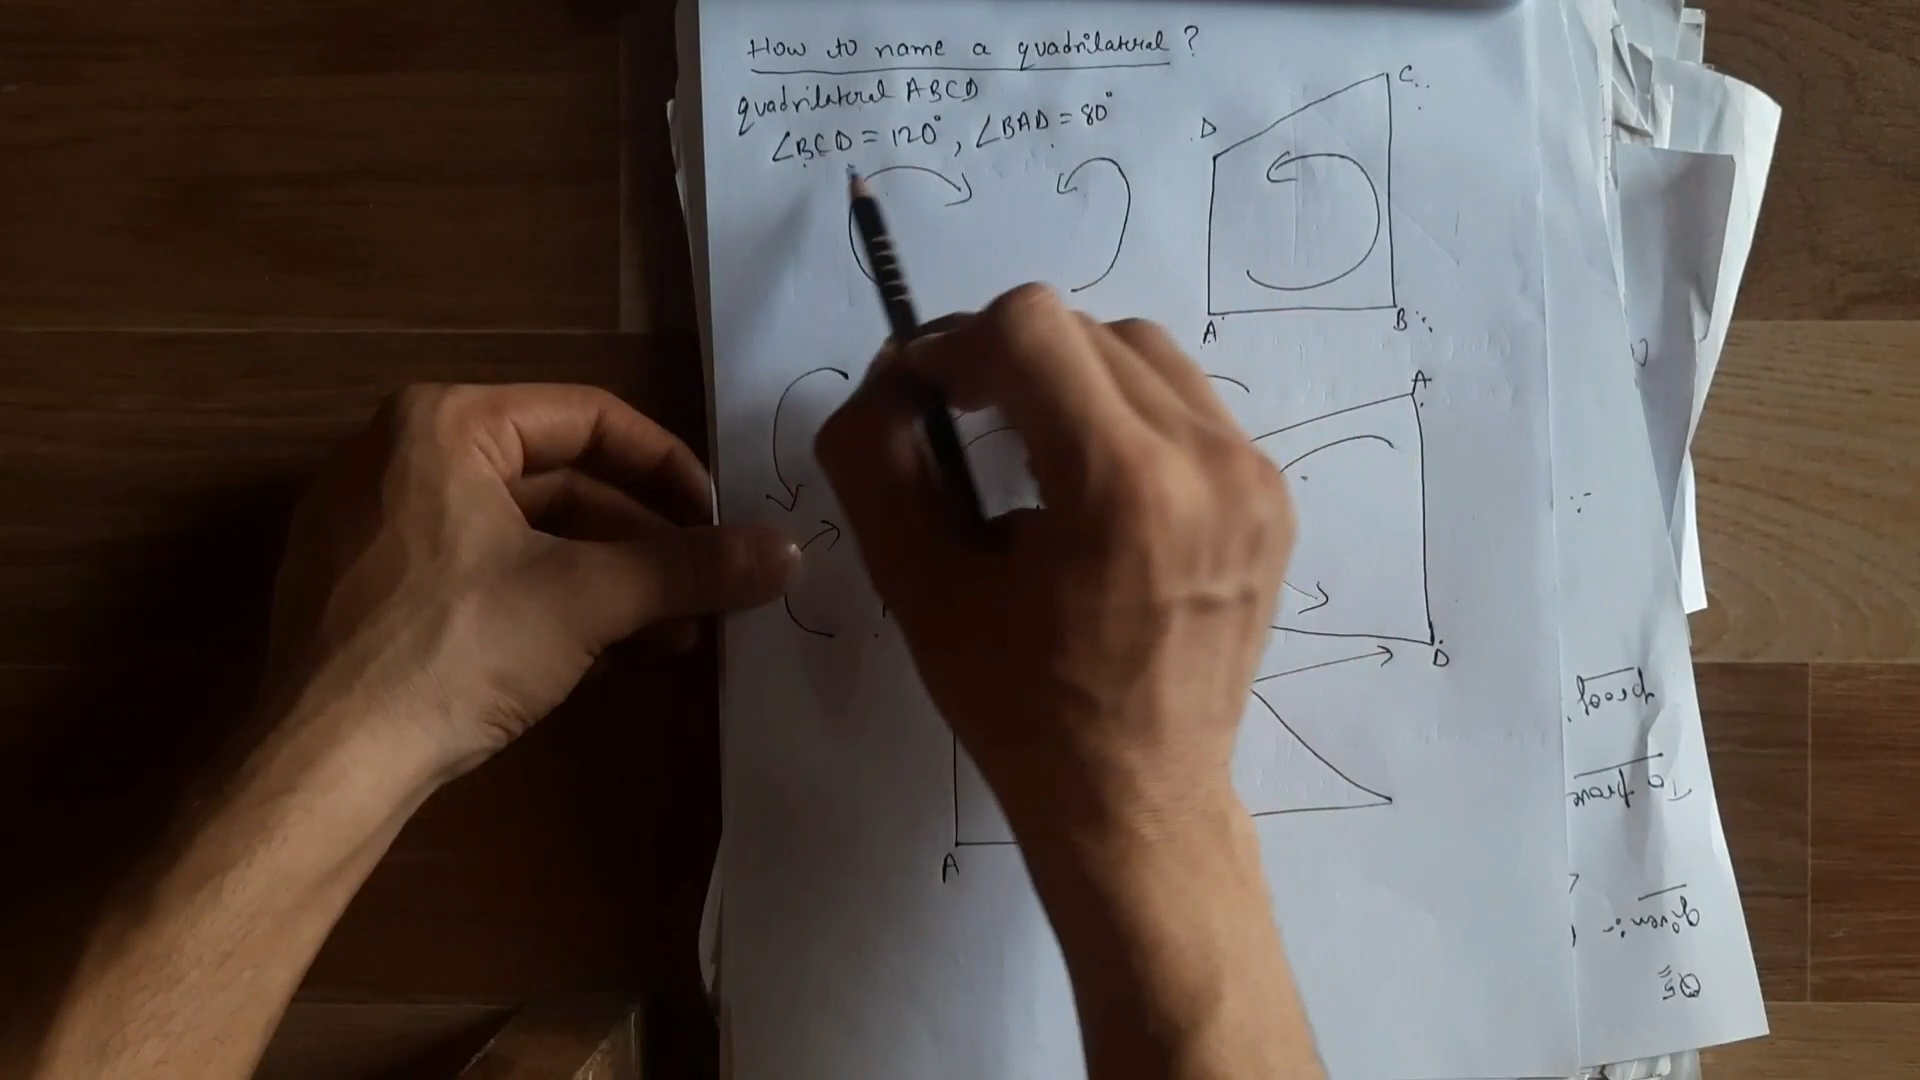 How to name a quadrilateral ?
quadrilateral ABCD
∠BCD = 120°, ∠BAD = 80°
D
C
A
B
A
D
A
proof
To prove
given:-
Q5